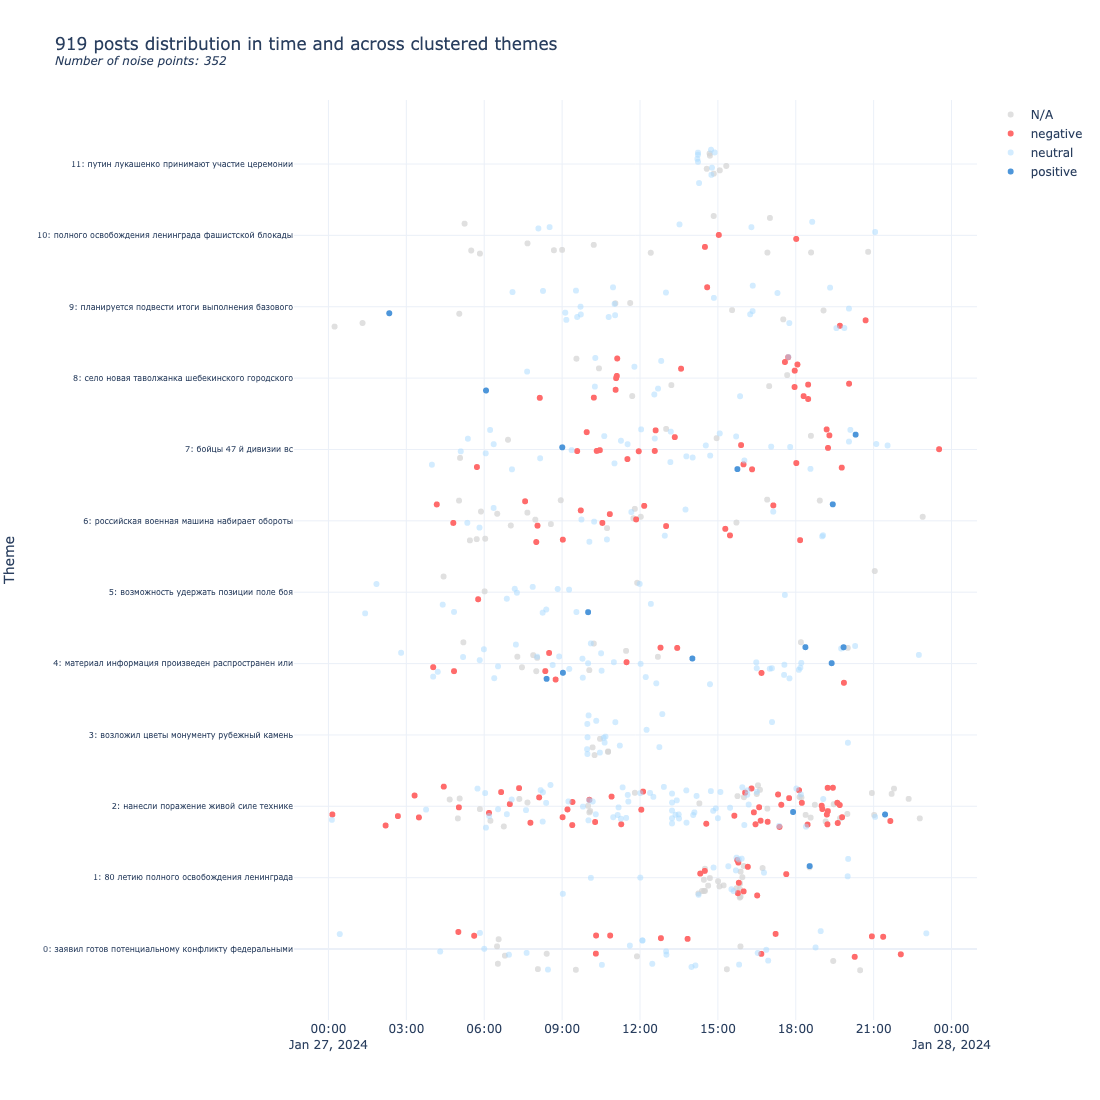 919 posts distribution in time and across clustered themes
Number of noise points: 352
N/A
negative
neutral
positive
Theme
11: путин лукашенко принимают участие церемонии
10: полного освобождения ленинграда фашистской блокады
9: планируется подвести итоги выполнения базового
8: село новая таволжанка шебекинского городского
7: бойцы 47 й дивизии вс
6: российская военная машина набирает обороты
5: возможность удержать позиции поле боя
4: материал информация произведен распространен или
3: возложил цветы монументу рубежный камень
2: нанесли поражение живой силе технике
1: 80 летию полного освобождения ленинграда
0: заявил готов потенциальному конфликту федеральными
00:00 03:00 06:00 09:00 12:00 15:00 18:00 21:00 00:00
Jan 27, 2024 Jan 28, 2024